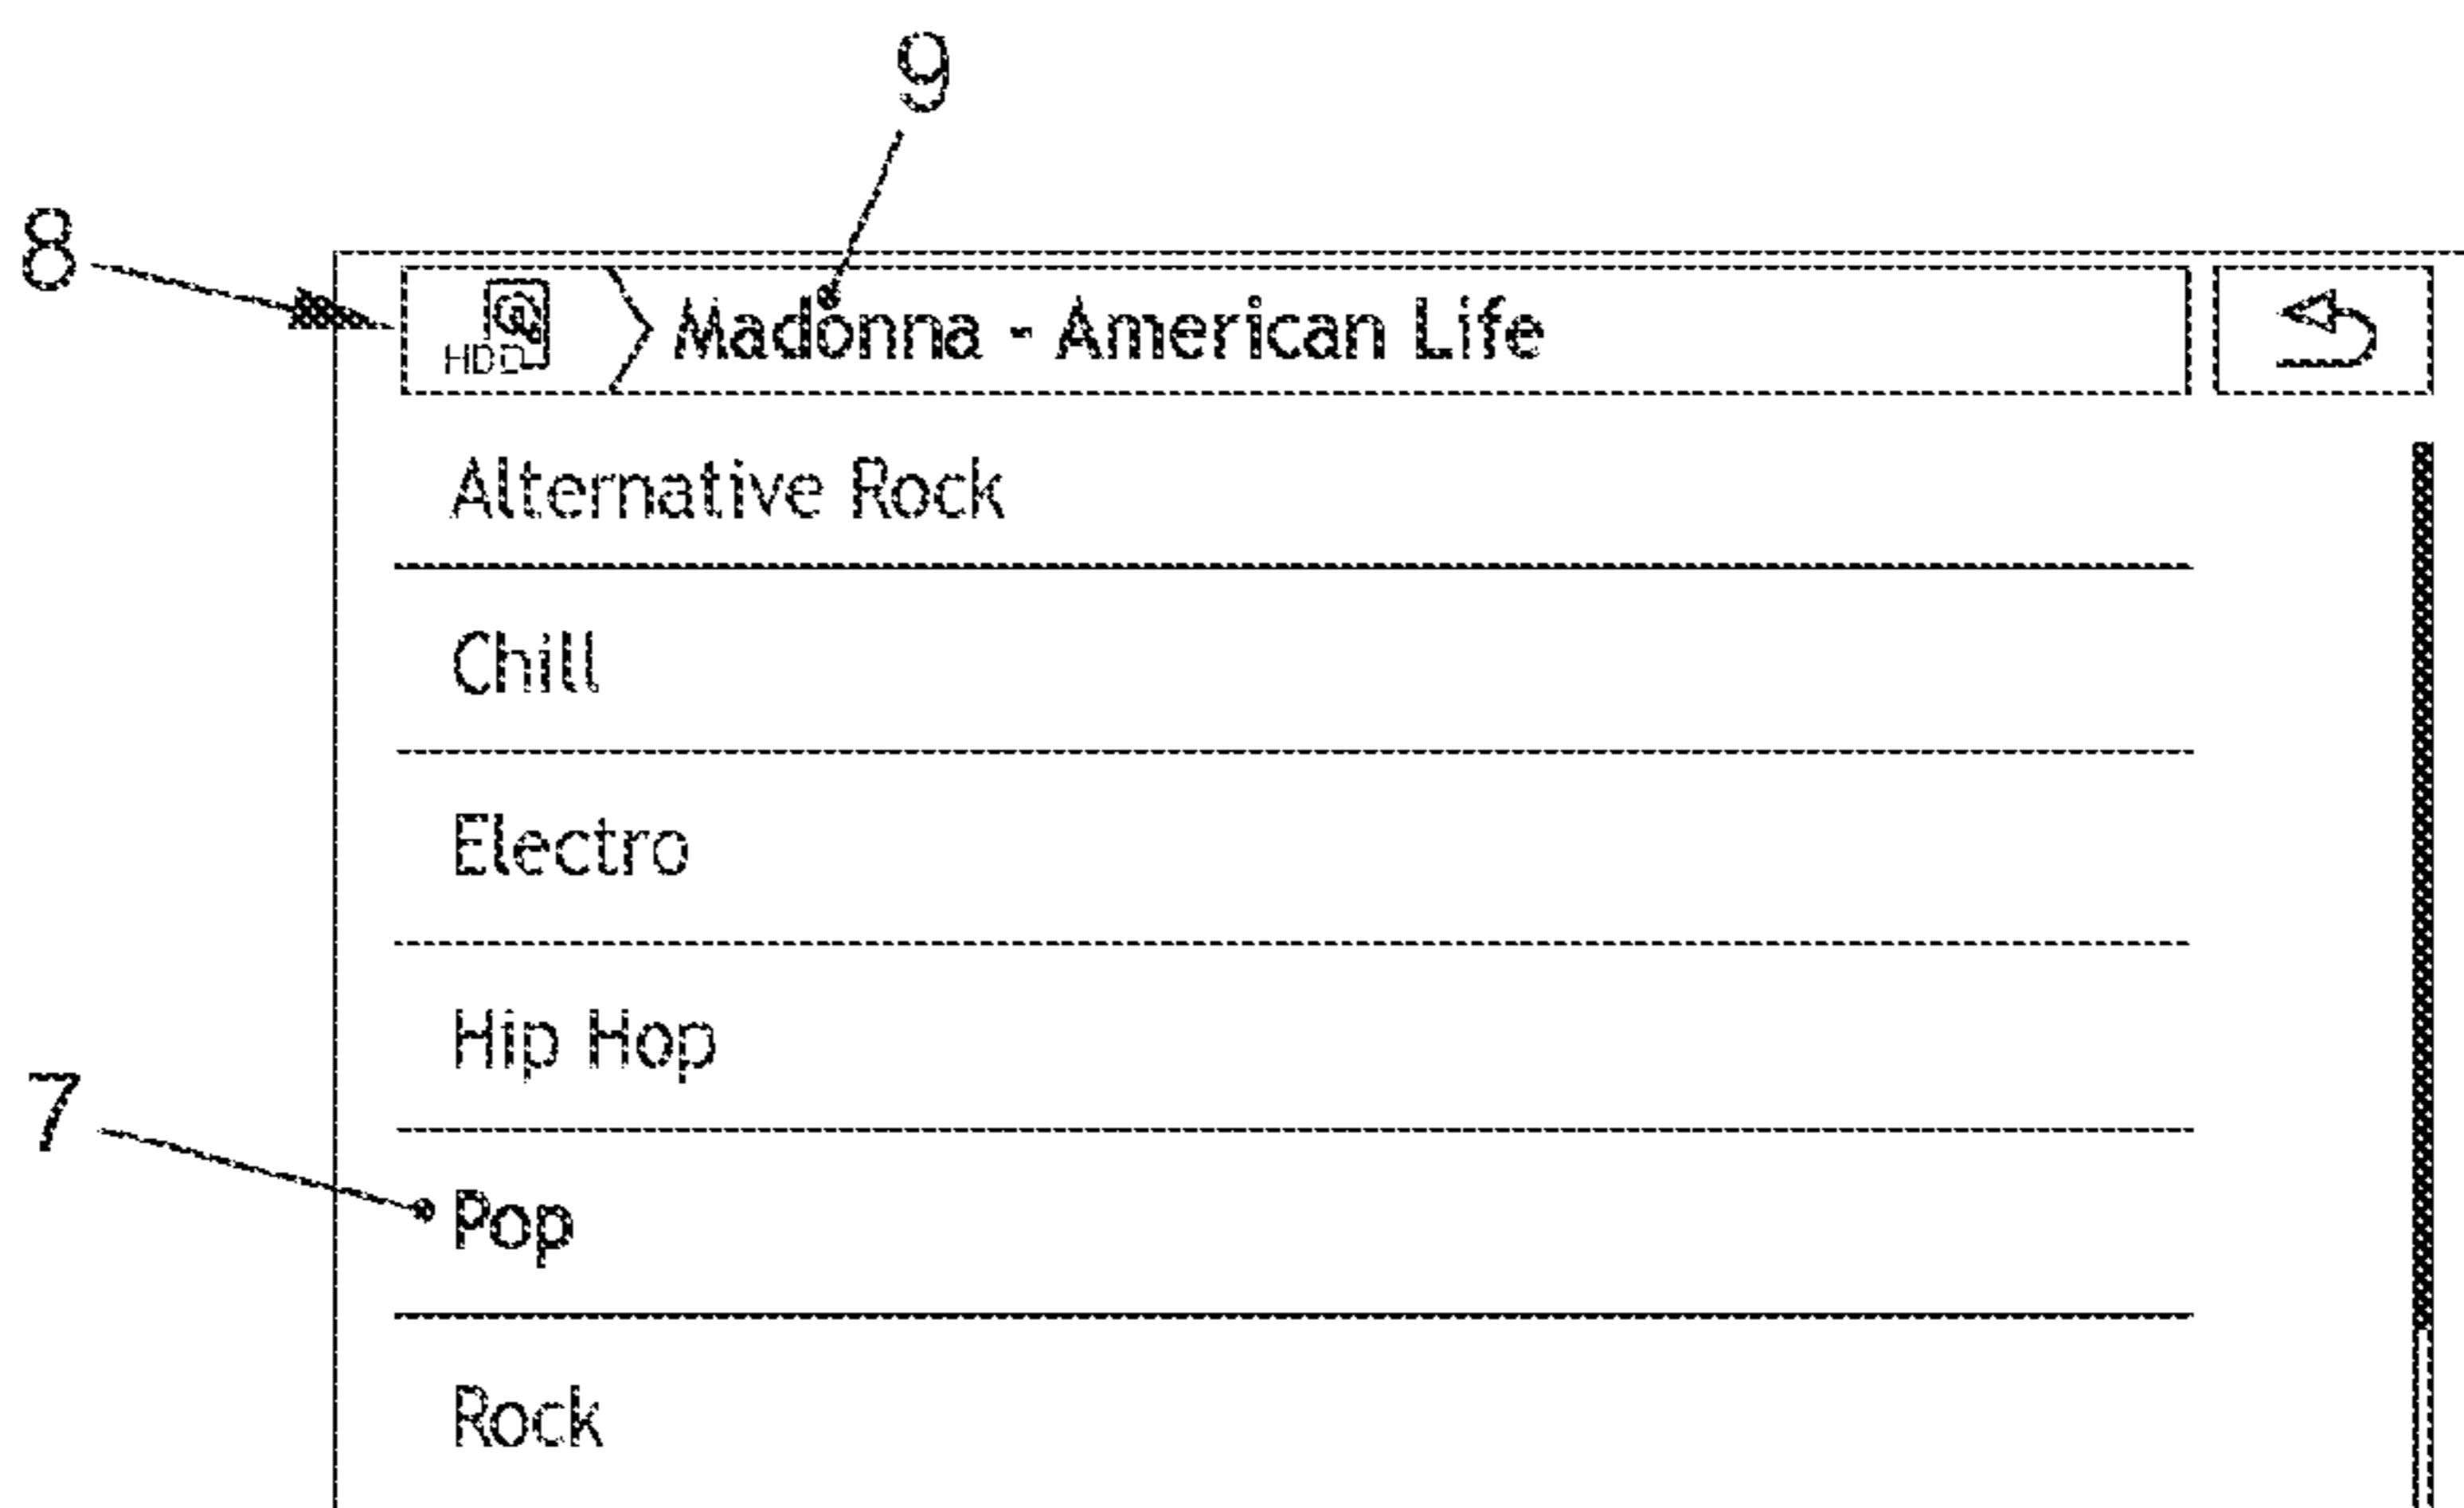 9
8
HDD Madonna - American Life
Alternative Rock
Chill
Electro
Hip Hop
7
Pop
Rock